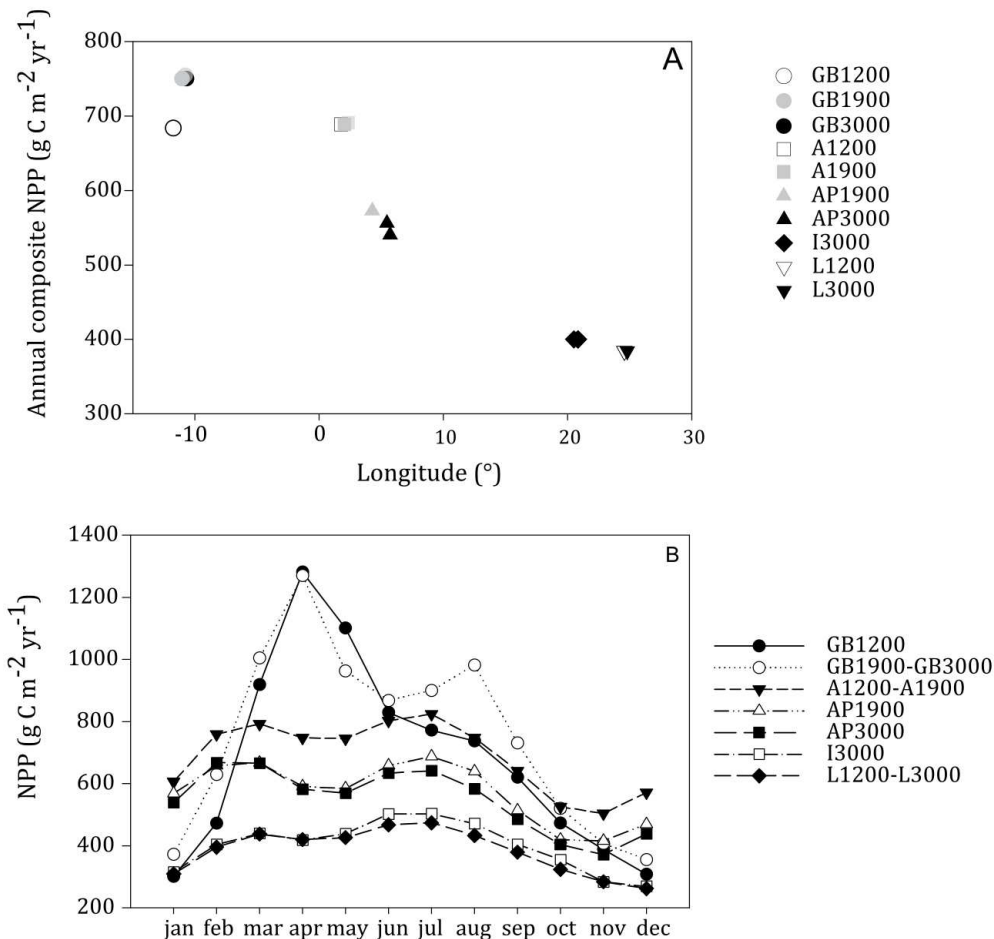 A
Annual composite NPP (g C m-2 yr-1)
800
700
600
500
400
300
-10 0 10 20 30
Longitude (°)
GB1200
GB1900
GB3000
A1200
A1900
AP1900
AP3000
I3000
L1200
L3000
B
NPP (g C m-2 yr-1)
1400
1200
1000
800
600
400
200
jan feb mar apr may jun jul aug sep oct nov dec
GB1200
GB1900-GB3000
A1200-A1900
AP1900
AP3000
I3000
L1200-L3000